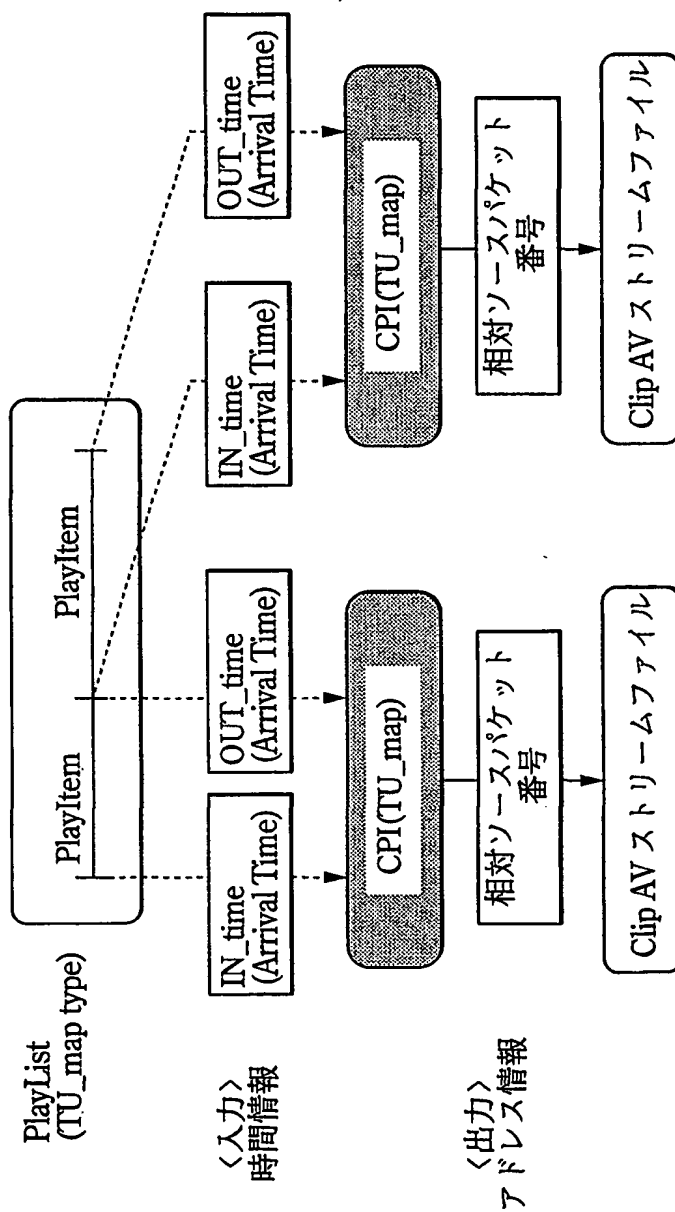 PlayList
(TU_map type)
PlayItem
PlayItem
〈入力〉
時間情報
IN_time
(Arrival Time)
OUT_time
(Arrival Time)
IN_time
(Arrival Time)
OUT_time
(Arrival Time)
CPI(TU_map)
CPI(TU_map)
〈出力〉
アドレス情報
相対ソースパケット
番号
相対ソースパケット
番号
Clip AV ストリームファイル
Clip AV ストリームファイル